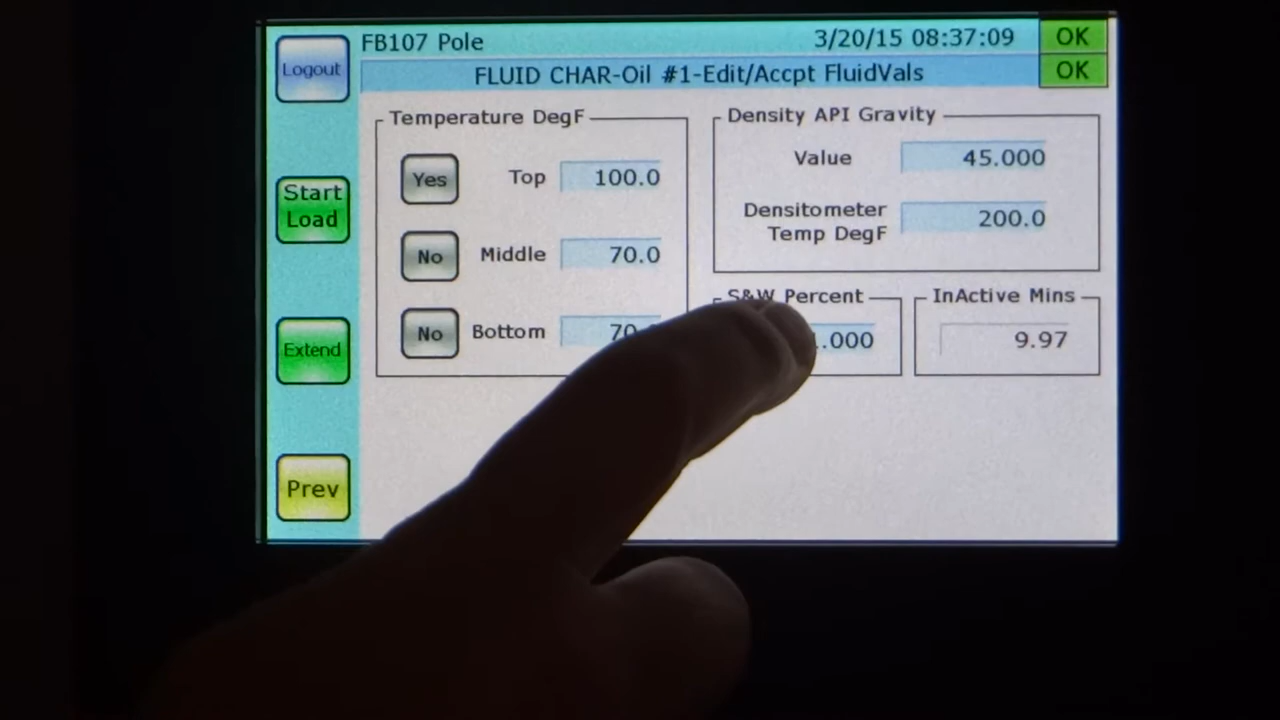 Logout
FB107 Pole
3/20/15 08:37:09
OK
FLUID CHAR-Oil #1-Edit/Accpt FluidVals
OK
Start
Load
Extend
Prev
Temperature DegF
Yes Top 100.0
No Middle 70.0
No Bottom
Density API Gravity
Value 45.000
Densitometer
Temp DegF
200.0
S&W Percent
.000
InActive Mins
9.97